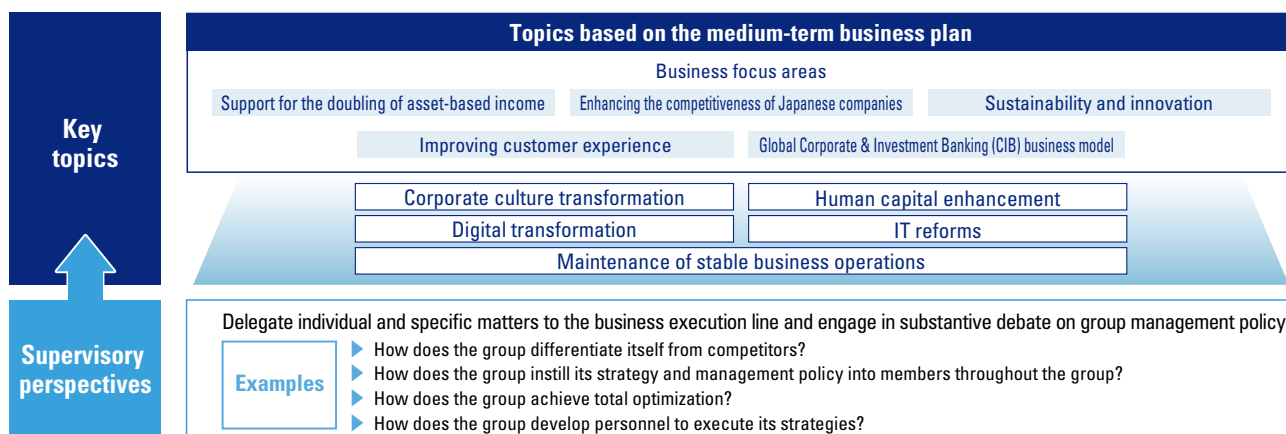 Key
topics
Topics based on the medium-term business plan
Business focus areas
Support for the doubling of asset-based income
Enhancing the competitiveness of Japanese companies
Sustainability and innovation
Improving customer experience
Global Corporate & Investment Banking (CIB) business model
Corporate culture transformation
Human capital enhancement
Digital transformation
IT reforms
Maintenance of stable business operations
Supervisory
perspectives
Delegate individual and specific matters to the business execution line and engage in substantive debate on group management policy
Examples
How does the group differentiate itself from competitors?
How does the group instill its strategy and management policy into members throughout the group?
How does the group achieve total optimization?
How does the group develop personnel to execute its strategies?